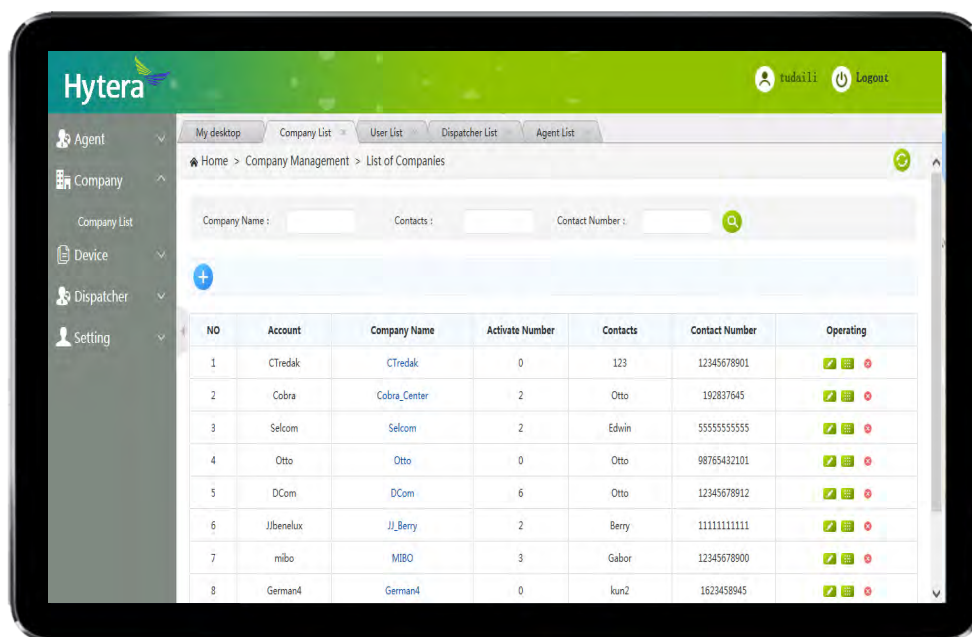 Hytera
tudaili Logout
Agent
Company
Company List
Device
Dispatcher
Setting
My desktop Company List × User List Dispatcher List Agent List
Home > Company Management > List of Companies
Company Name : Contacts : Contact Number :
NO Account Company Name Activate Number Contacts Contact Number Operating
1 CTredak CTredak 0 123 12345678901
2 Cobra Cobra_Center 2 Otto 192837645
3 Selcom Selcom 2 Edwin 55555555555
4 Otto Otto 0 Otto 98765432101
5 DCom DCom 6 Otto 12345678912
6 JJbenelux JJ_Berry 2 Berry 11111111111
7 mibo MIBO 3 Gabor 12345678900
8 German4 German4 0 kun2 1623458945